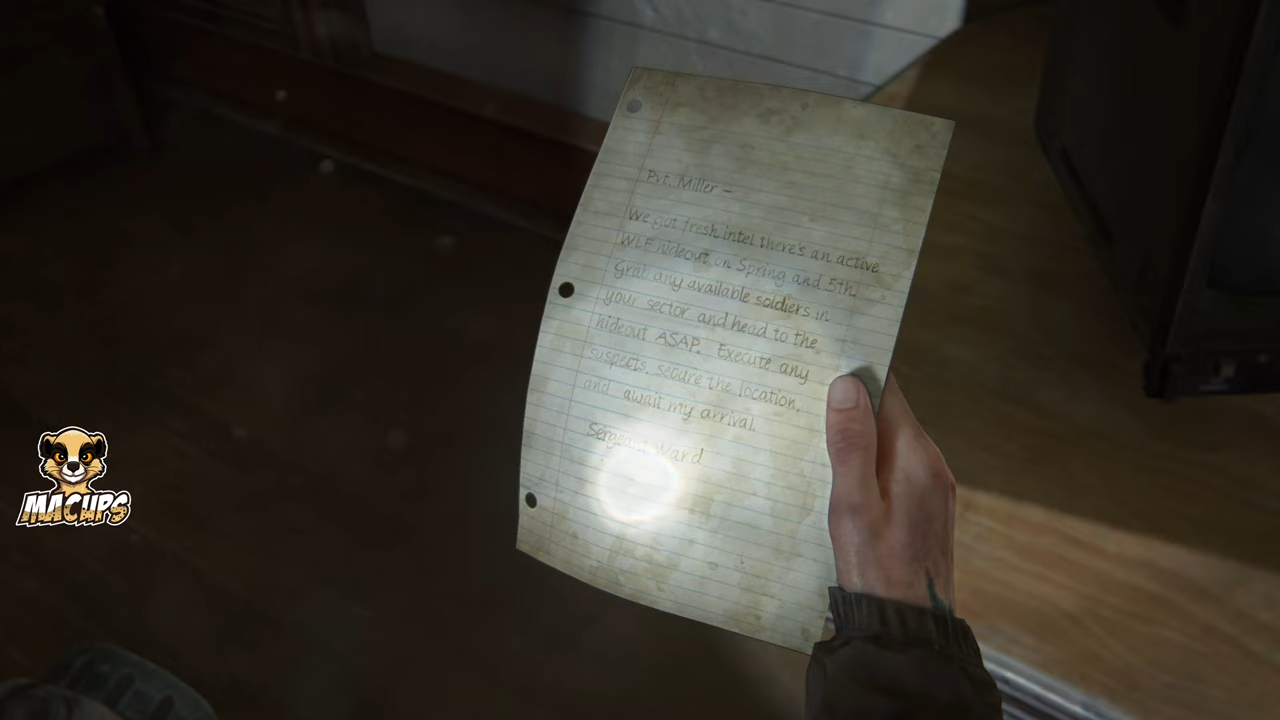 Pvt. Miller –
We got fresh intel there's an active
WLF hideout on Spring and 5th.
Grab any available soldiers in
your sector and head to the
hideout ASAP. Execute any
suspects, secure the location,
and await my arrival.
Sergeant Ward
MACUPS